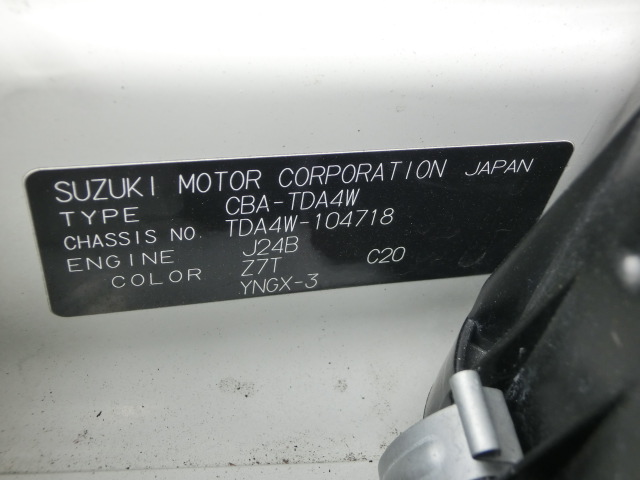 SUZUKI MOTOR CORPORATION JAPAN
TYPE CBA-TDA4W
CHASSIS NO. TDA4W-104718
ENGINE J24B
COLOR Z7T C20
YNGX-3